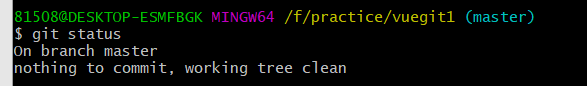 81508@DESKTOP-ESMFBGK MINGW64 /f/practice/vuegit1 (master)
$ git status
On branch master
nothing to commit, working tree clean